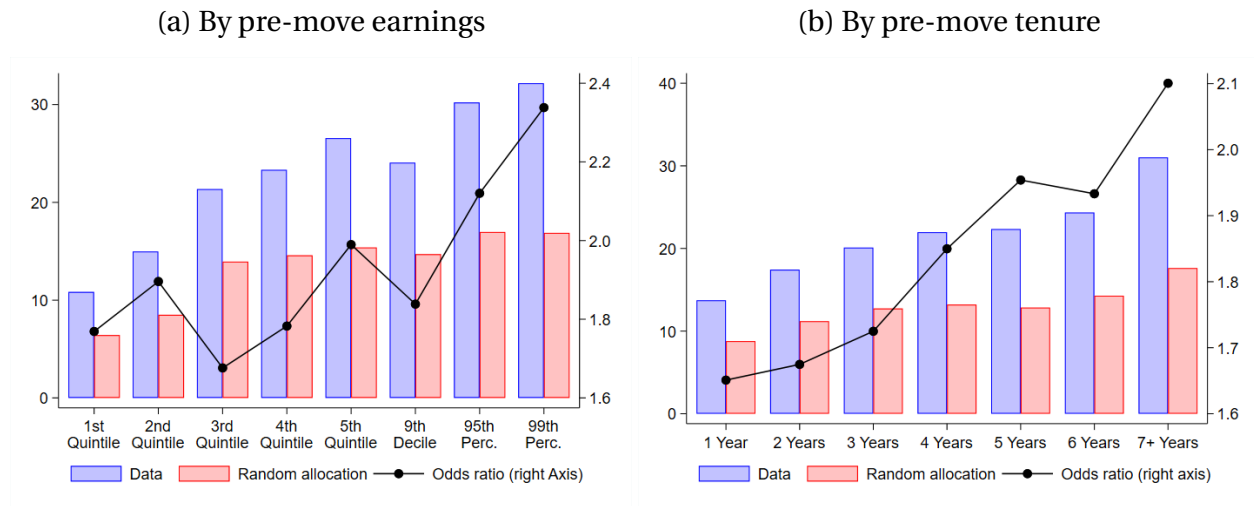 (a) By pre-move earnings
30
20
10
0
2.4
2.2
2.0
1.8
1.6
1st Quintile
2nd Quintile
3rd Quintile
4th Quintile
5th Quintile
9th Decile
95th Perc.
99th Perc.
Data
Random allocation
Odds ratio (right Axis)
(b) By pre-move tenure
40
30
20
10
0
2.1
2.0
1.9
1.8
1.7
1.6
1 Year
2 Years
3 Years
4 Years
5 Years
6 Years
7+ Years
Data
Random allocation
Odds ratio (right axis)